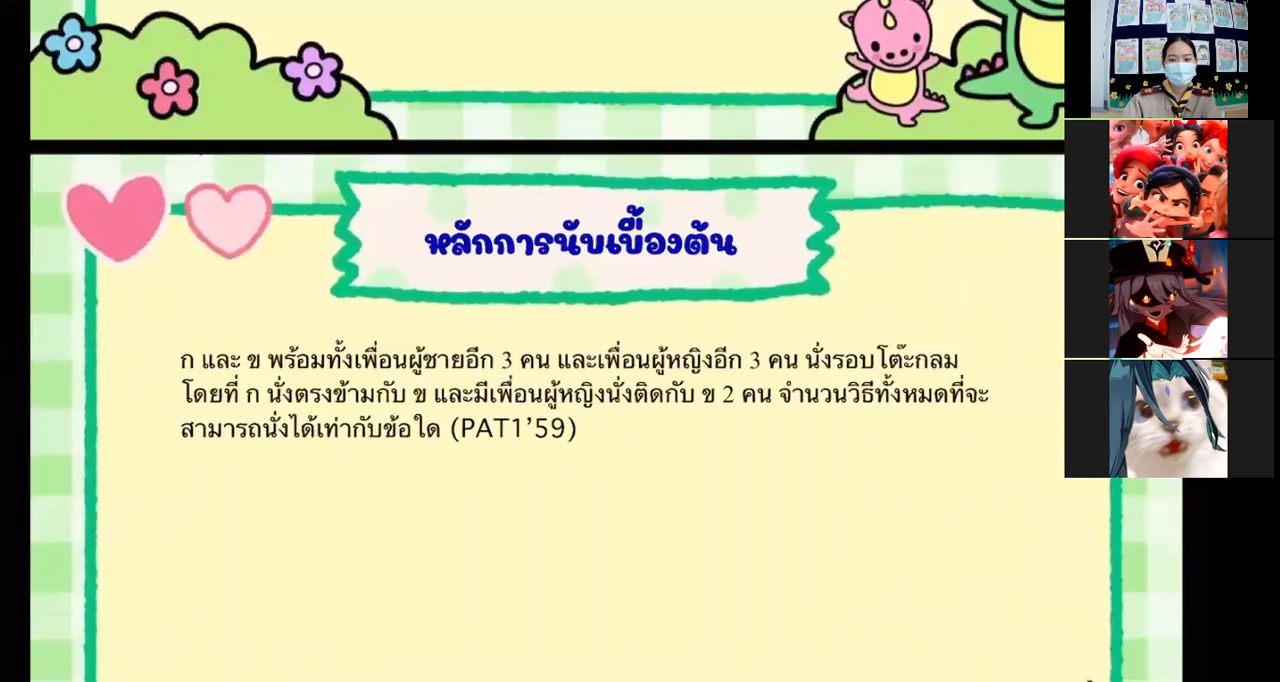 หลักการนับเบื้องต้น
ก และ ข พร้อมทั้งเพื่อนผู้ชายอีก 3 คน และเพื่อนผู้หญิงอีก 3 คน นั่งรอบโต๊ะกลม
โดยที่ ก นั่งตรงข้ามกับ ข และมีเพื่อนผู้หญิงนั่งติดกับ ข 2 คน จำนวนวิธีทั้งหมดที่จะ
สามารถนั่งได้เท่ากับข้อใด (PAT1’59)